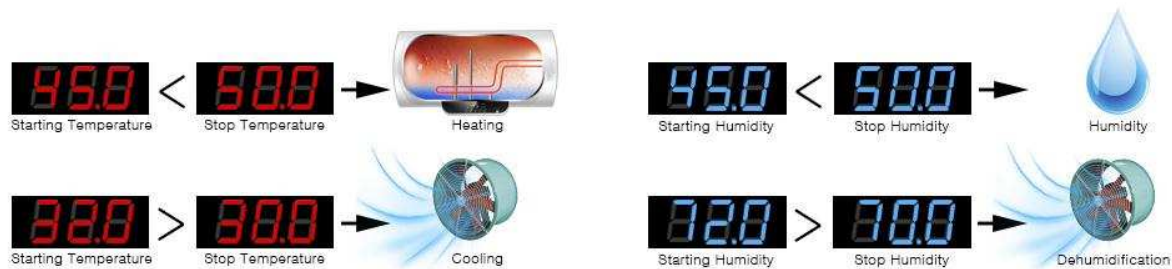 45.0 < 50.0
Starting Temperature Stop Temperature Heating
45.0 < 50.0
Starting Humidity Stop Humidity Humidity
32.0 > 30.0
Starting Temperature Stop Temperature Cooling
72.0 > 70.0
Starting Humidity Stop Humidity Dehumidification